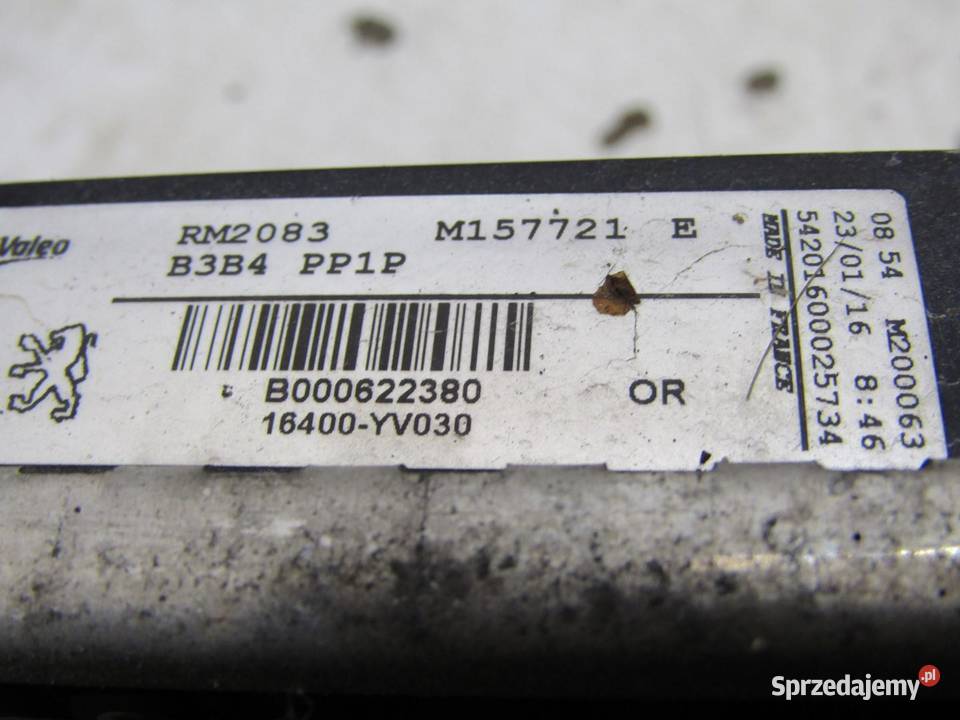 Valeo
RM2083 M157721 E
B3B4 PP1P
B000622380
16400-YV030
OR
MADE IN FRANCE
542016000025734
23/01/16 8:46
08 54 M200063
Sprzedajemy.pl